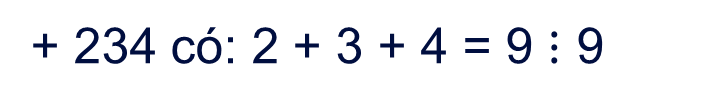 + 234 có: 2 + 3 + 4 = 9 ⋮ 9